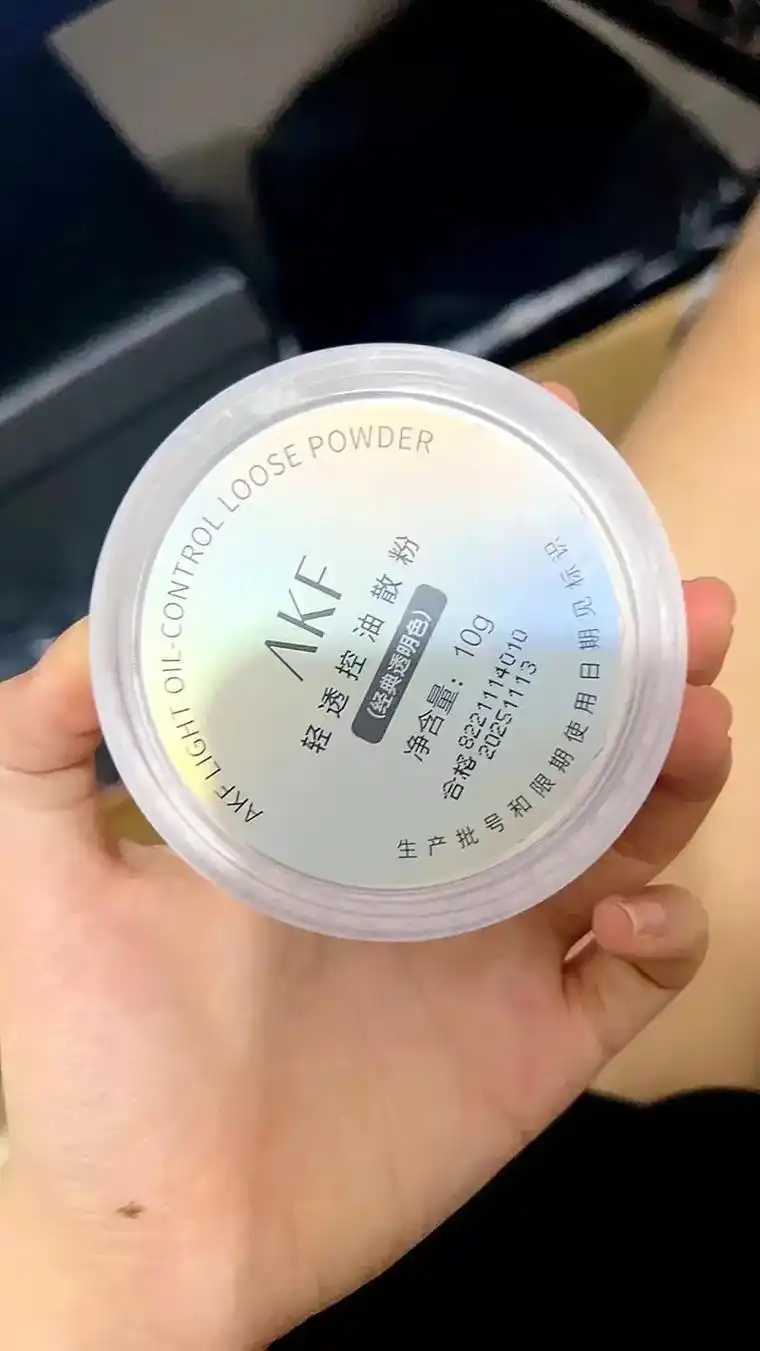 AKF LIGHT OIL-CONTROL LOOSE POWDER
AKF
轻透控油散粉
(经典透明色)
净含量：10g
合格 8221114010
20251113
生产批号和限期使用日期见标识